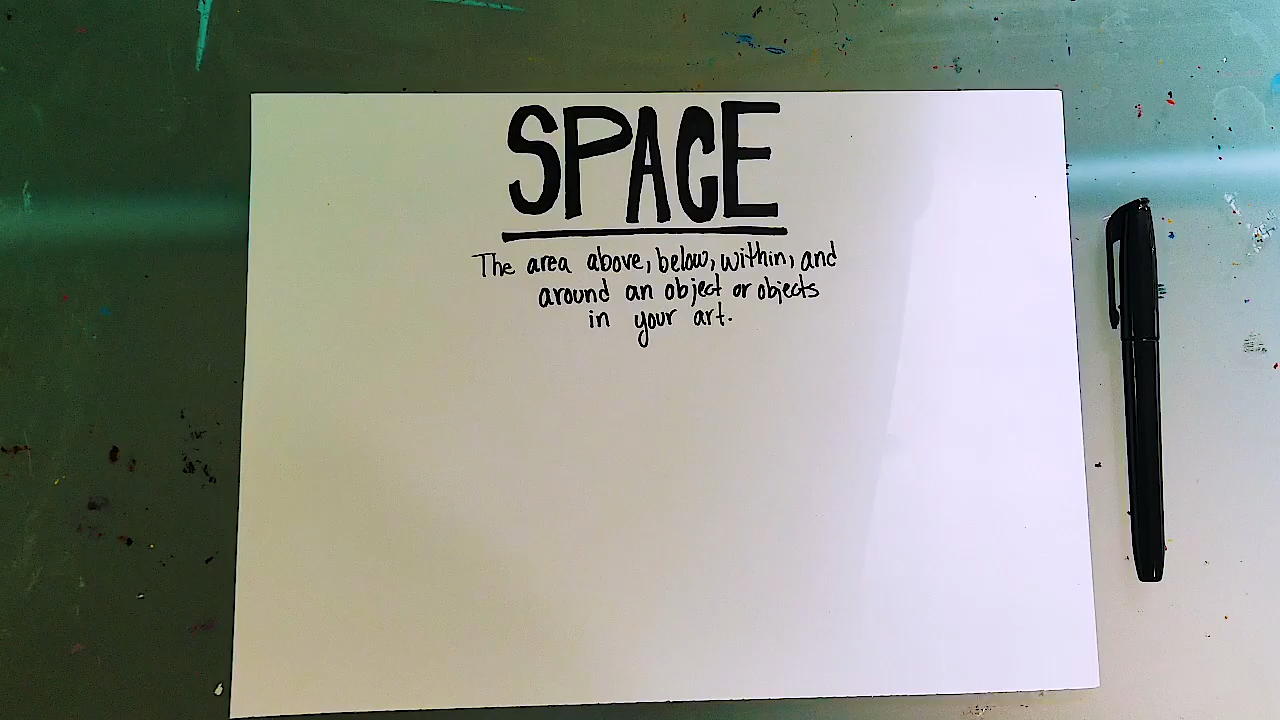 SPACE
The area above, below, within, and
around an object or objects
in your art.